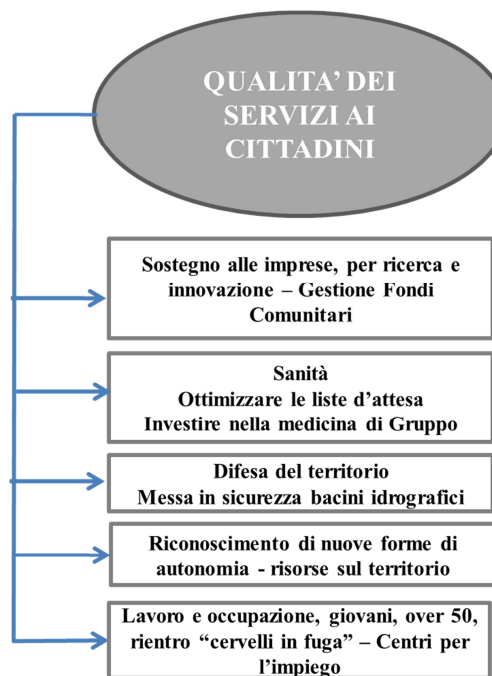 QUALITA’ DEI
SERVIZI AI
CITTADINI
Sostegno alle imprese, per ricerca e
innovazione – Gestione Fondi
Comunitari
Sanità
Ottimizzare le liste d’attesa
Investire nella medicina di Gruppo
Difesa del territorio
Messa in sicurezza bacini idrografici
Riconoscimento di nuove forme di
autonomia - risorse sul territorio
Lavoro e occupazione, giovani, over 50,
rientro “cervelli in fuga” – Centri per
l’impiego